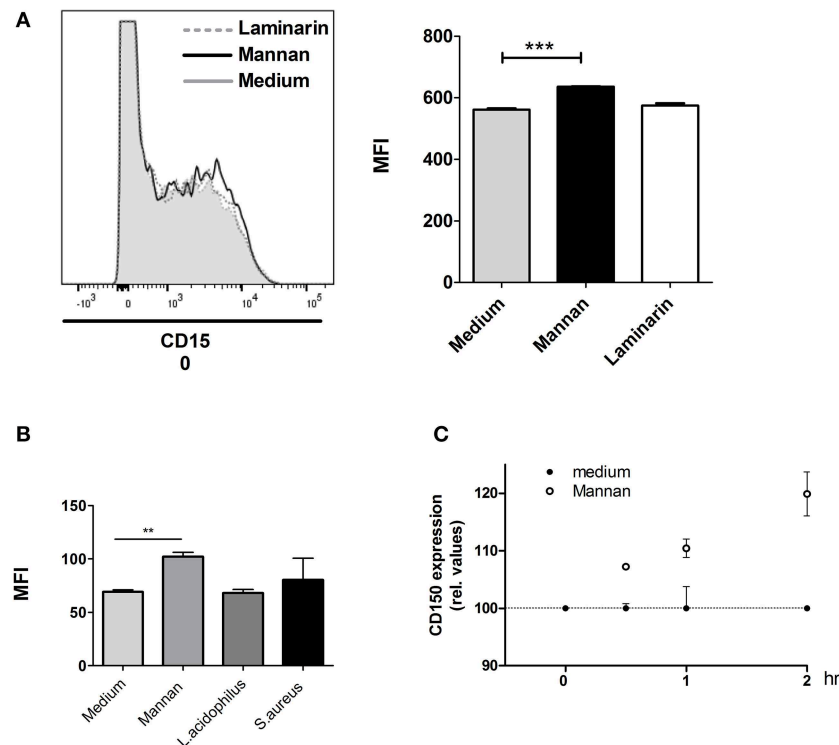 A
Laminarin
Mannan
Medium
-10³ 0 10³ 10⁴ 10⁵
CD15
0
MFI
800
600
400
200
0
***
Medium
Mannan
Laminarin
B
MFI
150
100
50
0
**
Medium
Mannan
L.acidophilus
S.aureus
C
medium
Mannan
CD150 expression
(rel. values)
120
110
100
90
0 1 2 hr